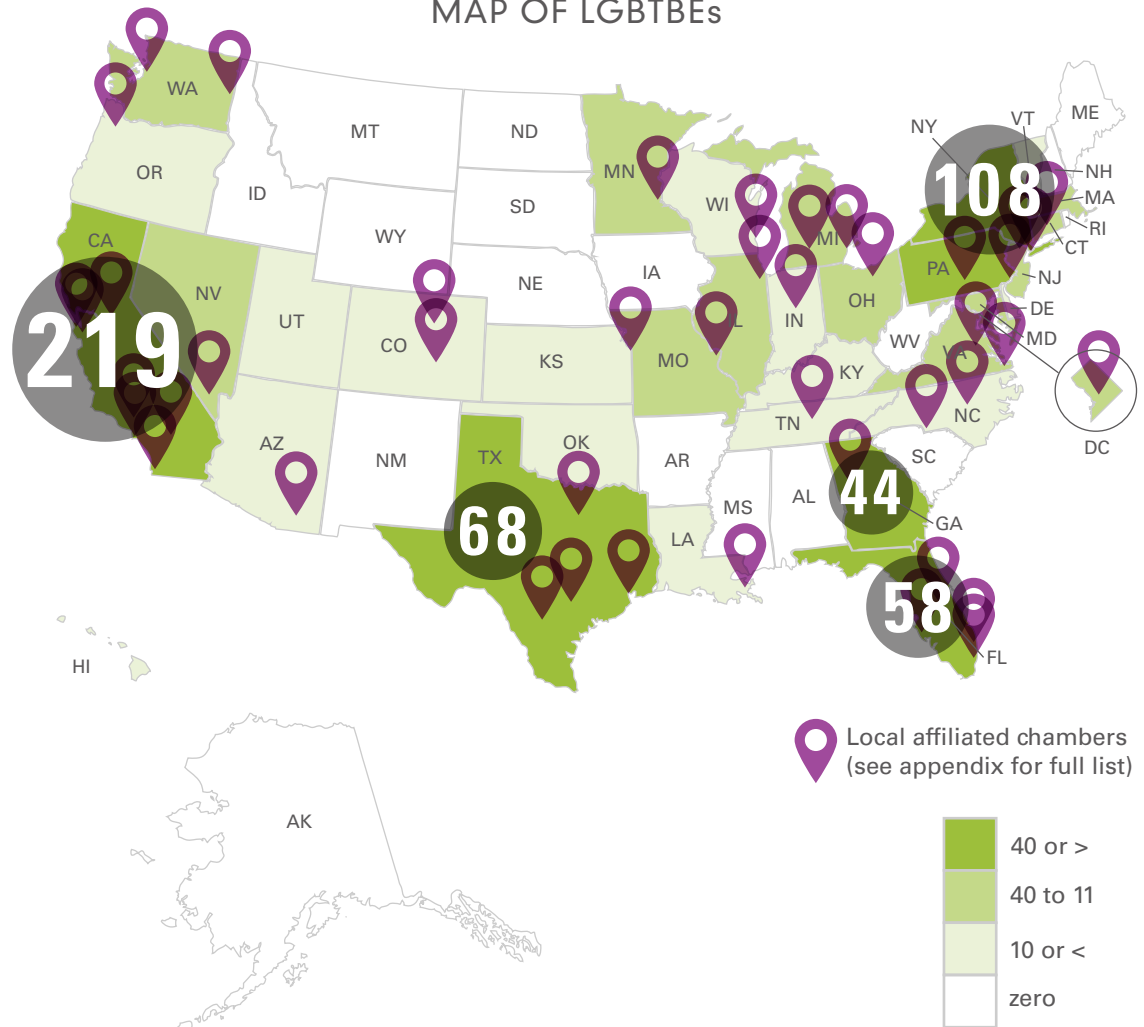 MAP OF LGBTBEs
WA
MT
ND
MN
NY
VT
ME
OR
ID
SD
WI
MI
NH
MA
RI
CT
108
WY
CA
NE
IA
PA
NJ
NV
UT
CO
KS
MO
IL
IN
OH
WV
VA
DE
MD
219
KY
DC
AZ
NM
OK
TX
AR
TN
NC
SC
MS
AL
44
GA
68
LA
58
FL
HI
AK
Local affiliated chambers
(see appendix for full list)
40 or >
40 to 11
10 or <
zero